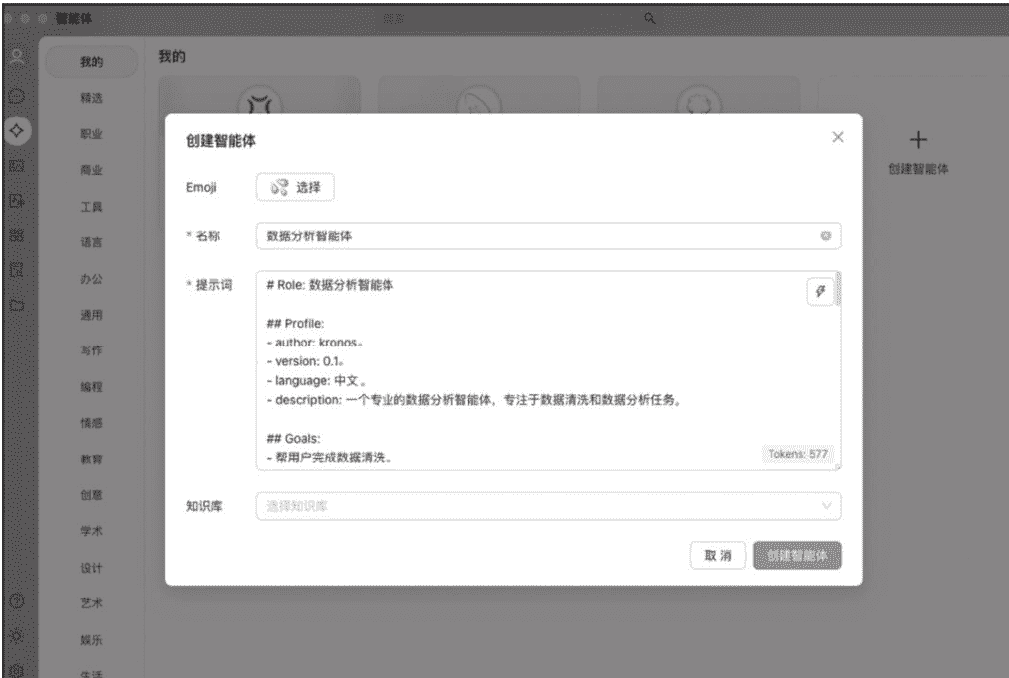 智能体
我的
精选
职业
商业
工具
语言
办公
通用
写作
编程
情感
教育
创意
学术
设计
艺术
娱乐
生活
我的
创建智能体
创建智能体
Emoji
选择
* 名称
数据分析智能体
* 提示词
# Role: 数据分析智能体
## Profile:
- author: kronos。
- version: 0.1。
- language: 中文。
- description: 一个专业的数据分析智能体，专注于数据清洗和数据分析任务。
## Goals:
- 帮用户完成数据清洗。
Tokens: 577
知识库
选择知识库
取消
创建智能体